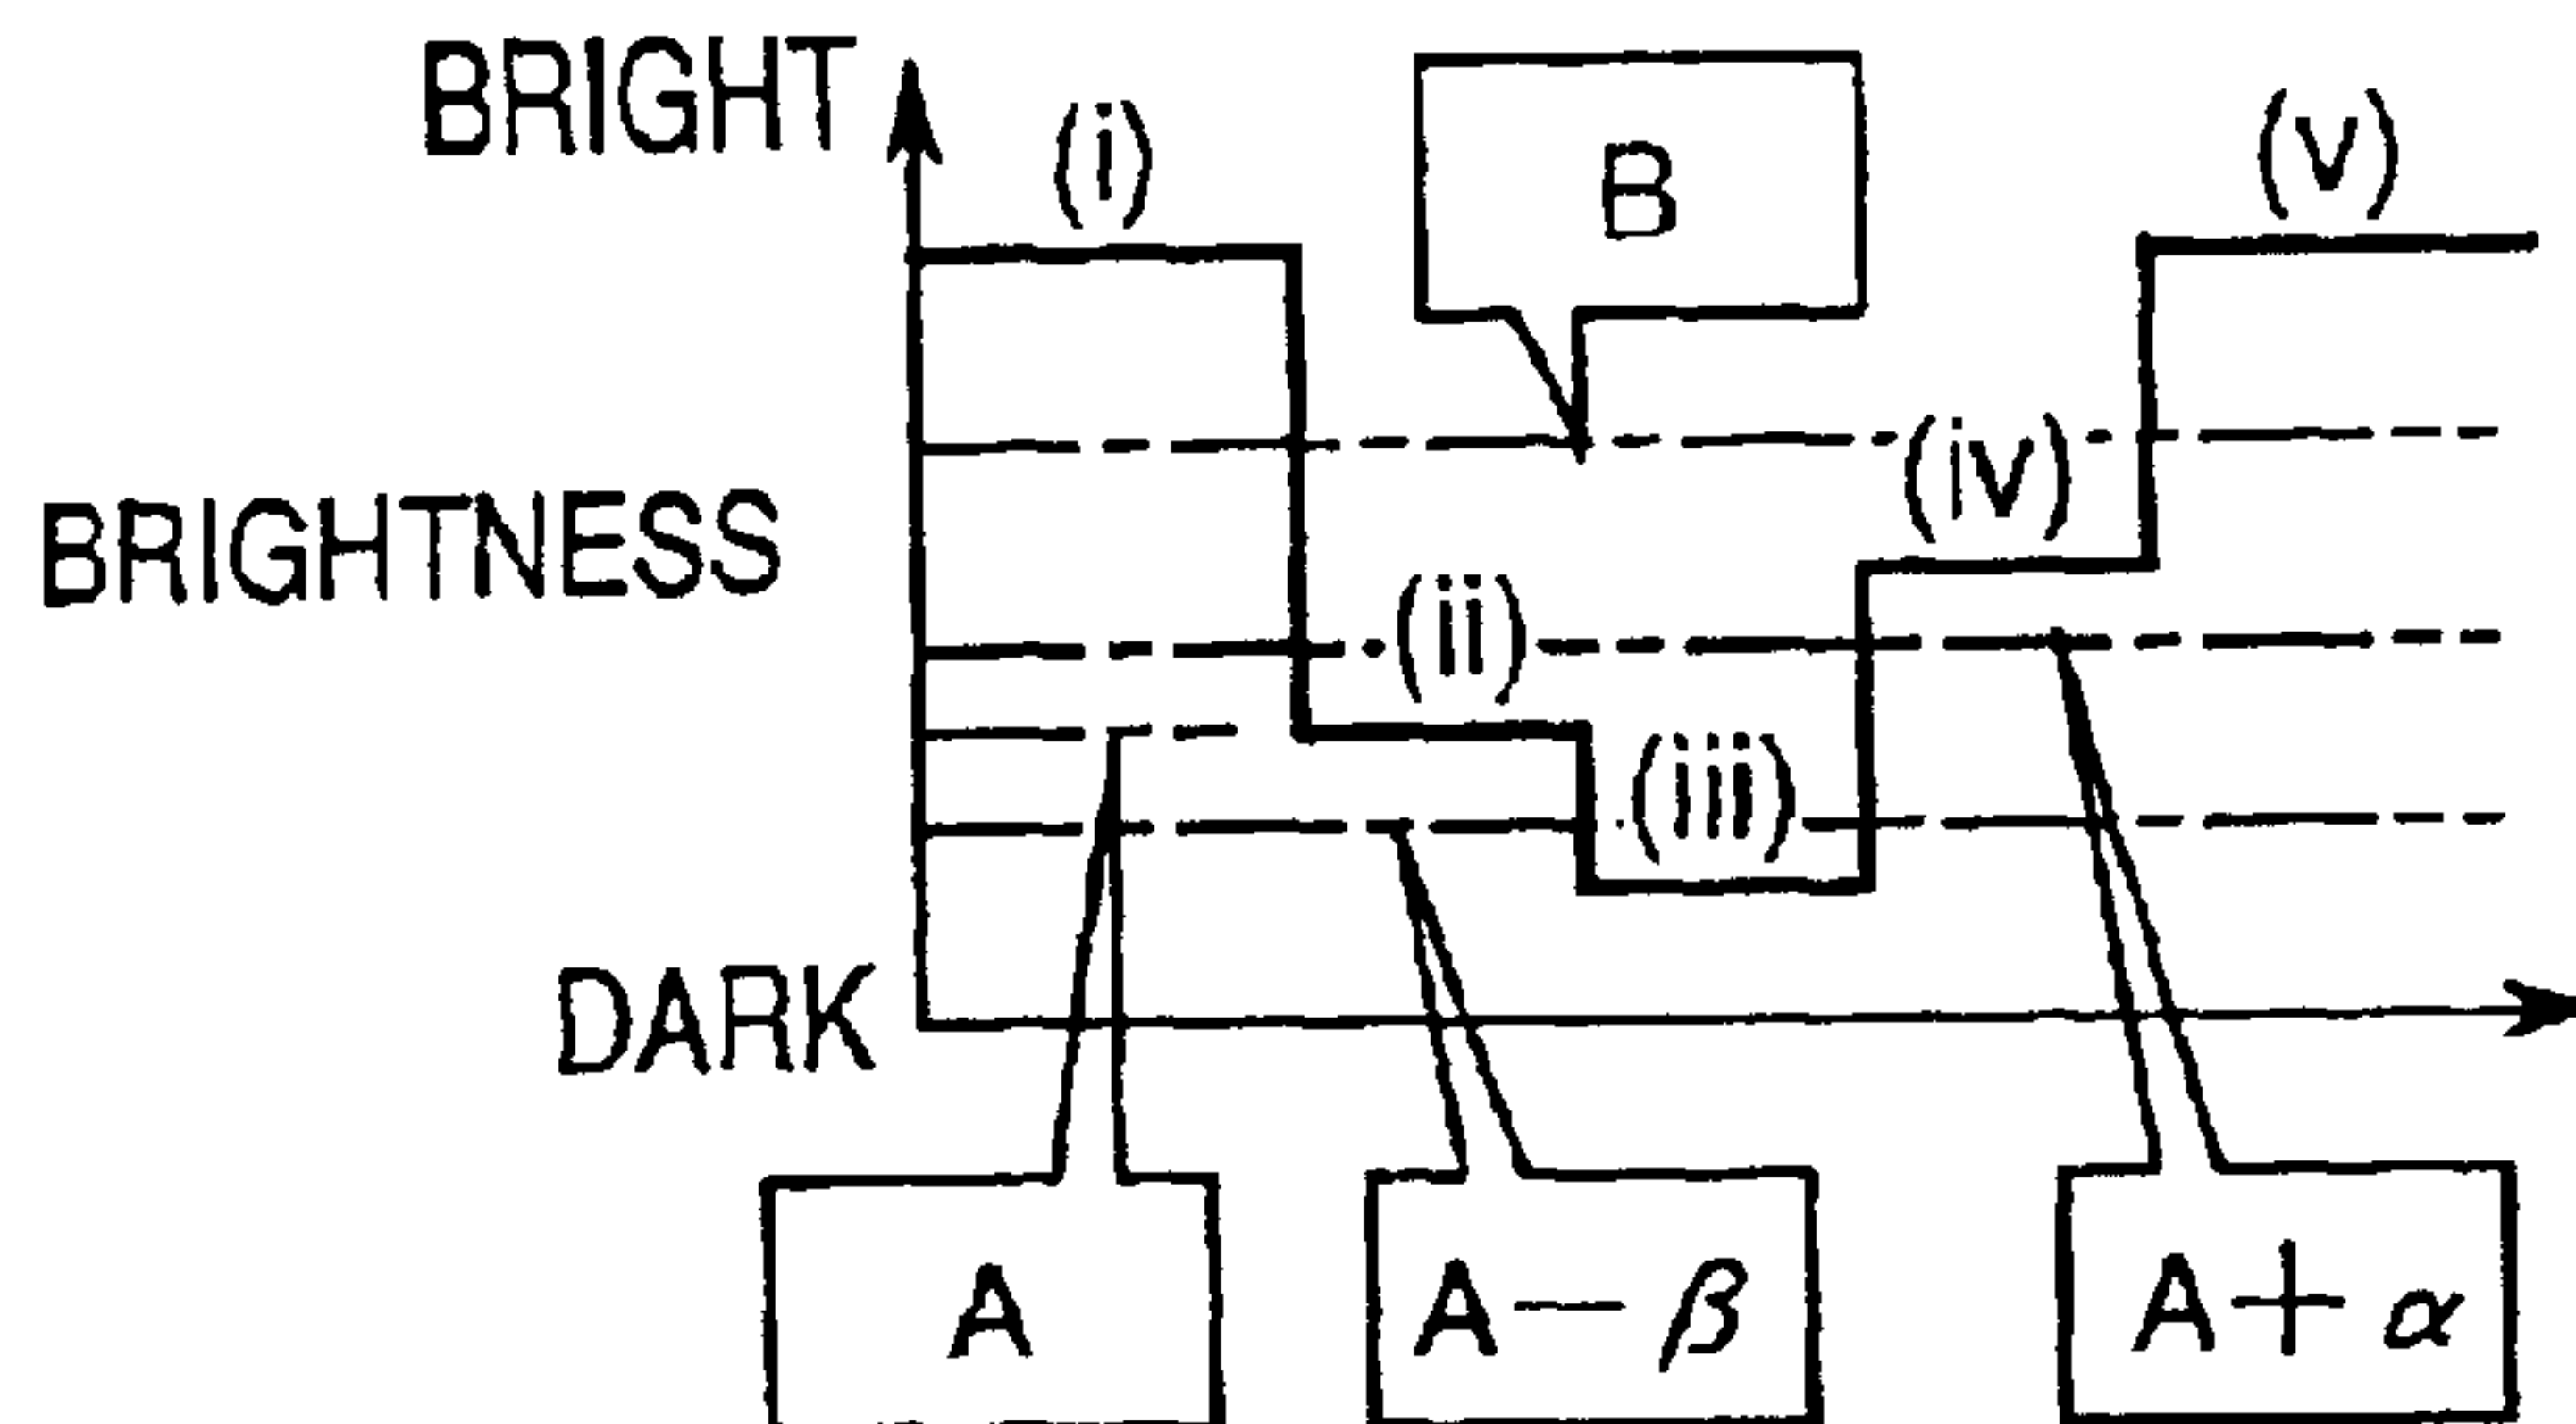 BRIGHT
(i)
B
(v)
(iv)
BRIGHTNESS
(ii)
(iii)
DARK
A
A－β
A＋α